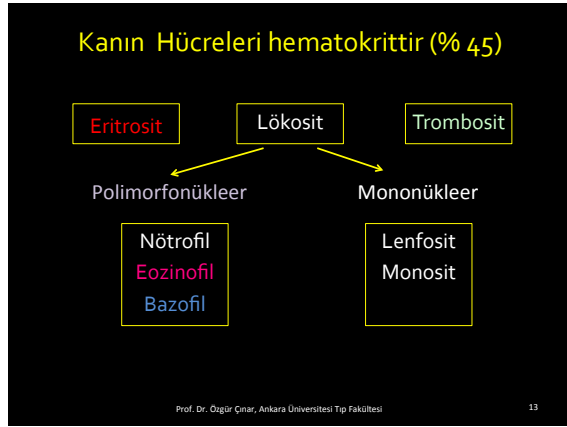 Kanın Hücreleri hematokrittir (% 45)
Eritrosit
Lökosit
Trombosit
Polimorfonükleer
Mononükleer
Nötrofil
Eozinofil
Bazofil
Lenfosit
Monosit
Prof. Dr. Özgür Çınar, Ankara Üniversitesi Tıp Fakültesi
13